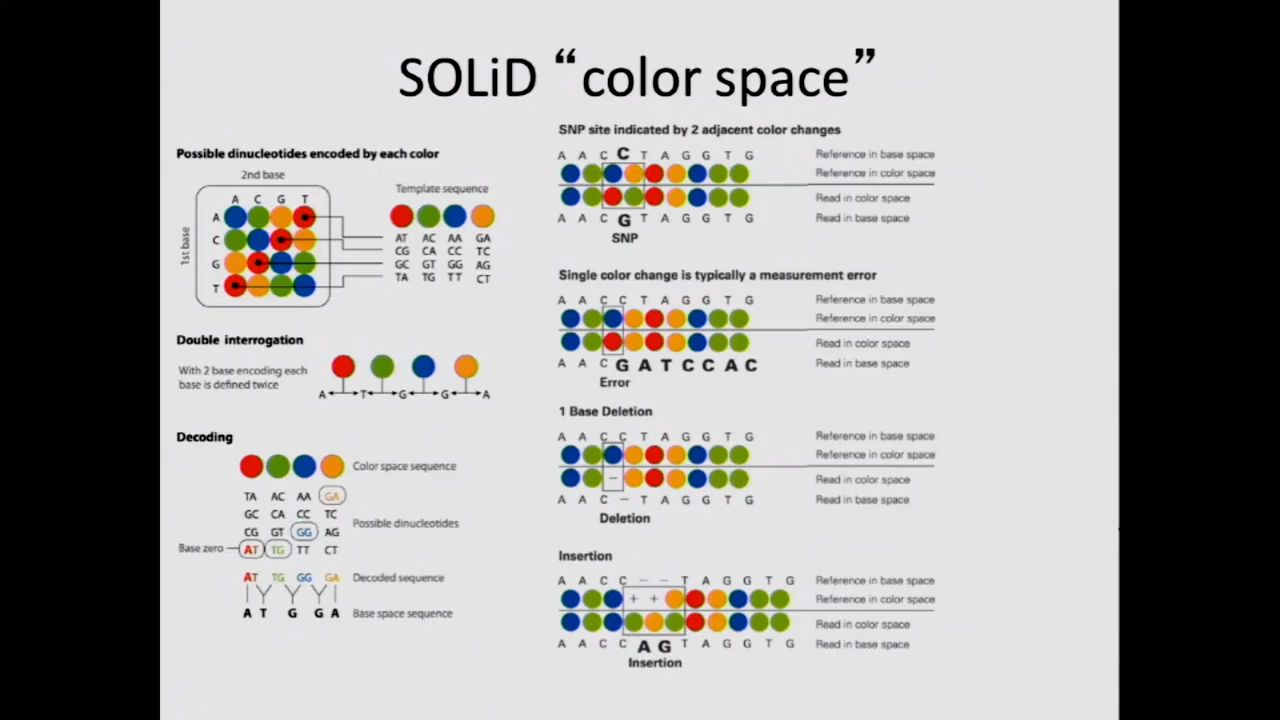 SOLiD “color space”
Possible dinucleotides encoded by each color
2nd base
A C G T
1st base
A
C
G
T
Template sequence
AT AC AA GA
CG CA CC TC
GC GT GG AG
TA TG TT CT
Double interrogation
With 2 base encoding each
base is defined twice
A T G G A
Decoding
Color space sequence
TA AC AA GA
GC CA CC TC
CG GT GG AG
Possible dinucleotides
Base zero
AT TG TT CT
AT TG GG GA Decoded sequence
A T G G A Base space sequence
SNP site indicated by 2 adjacent color changes
A A C C T A G G T G Reference in base space
Reference in color space
Read in color space
A A C G T A G G T G Read in base space
SNP
Single color change is typically a measurement error
A A C C T A G G T G Reference in base space
Reference in color space
Read in color space
A A C G A T C C A C Read in base space
Error
1 Base Deletion
A A C C T A G G T G Reference in base space
Reference in color space
– Read in color space
A A C – T A G G T G Read in base space
Deletion
Insertion
A A C C – – T A G G T G Reference in base space
+ + Reference in color space
Read in color space
A A C C A G T A G G T G Read in base space
Insertion